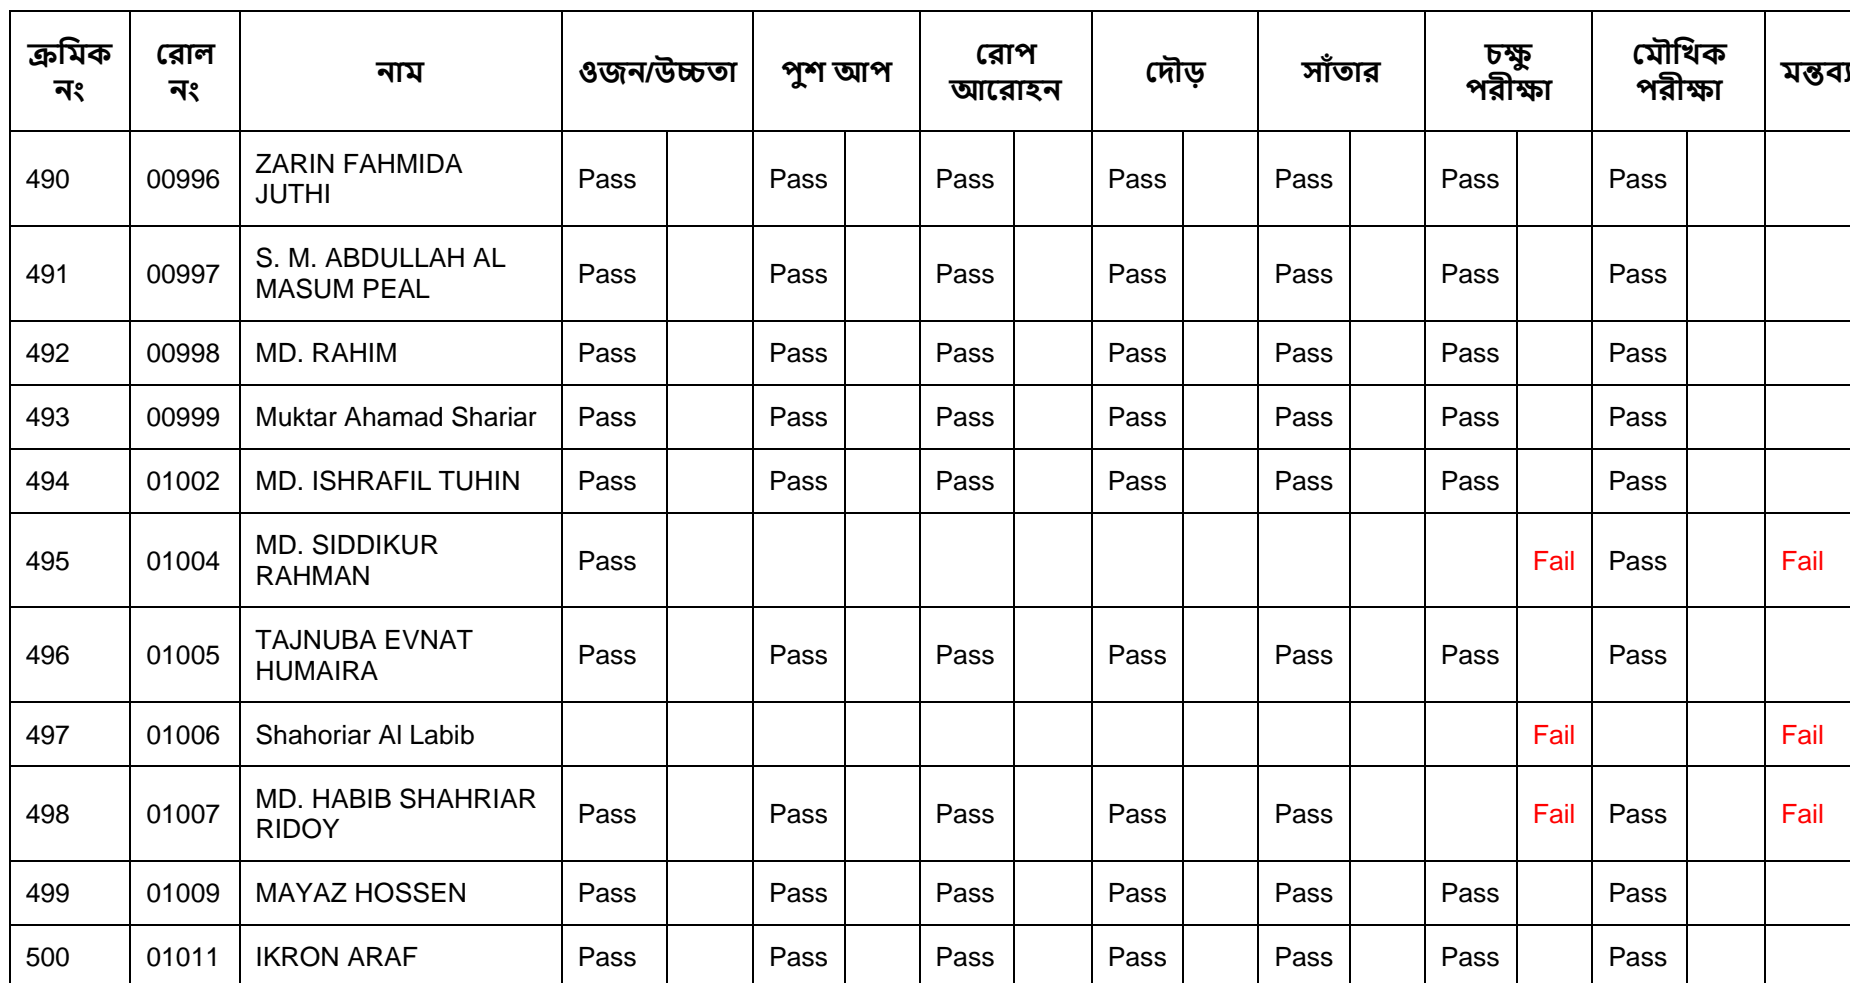 ক্রমিক নং রোল নং নাম ওজন/উচ্চতা পুশ আপ রোপ আরোহন দৌড় সাঁতার চক্ষু পরীক্ষা মৌখিক পরীক্ষা মন্তব্য
490 00996 ZARIN FAHMIDA JUTHI Pass Pass Pass Pass Pass Pass Pass
491 00997 S. M. ABDULLAH AL MASUM PEAL Pass Pass Pass Pass Pass Pass Pass
492 00998 MD. RAHIM Pass Pass Pass Pass Pass Pass Pass
493 00999 Muktar Ahamad Shariar Pass Pass Pass Pass Pass Pass Pass
494 01002 MD. ISHRAFIL TUHIN Pass Pass Pass Pass Pass Pass Pass
495 01004 MD. SIDDIKUR RAHMAN Pass Fail Pass Fail
496 01005 TAJNUBA EVNAT HUMAIRA Pass Pass Pass Pass Pass Pass Pass
497 01006 Shahoriar Al Labib Fail Fail
498 01007 MD. HABIB SHAHRIAR RIDOY Pass Pass Pass Pass Pass Fail Pass Fail
499 01009 MAYAZ HOSSEN Pass Pass Pass Pass Pass Pass Pass
500 01011 IKRON ARAF Pass Pass Pass Pass Pass Pass Pass